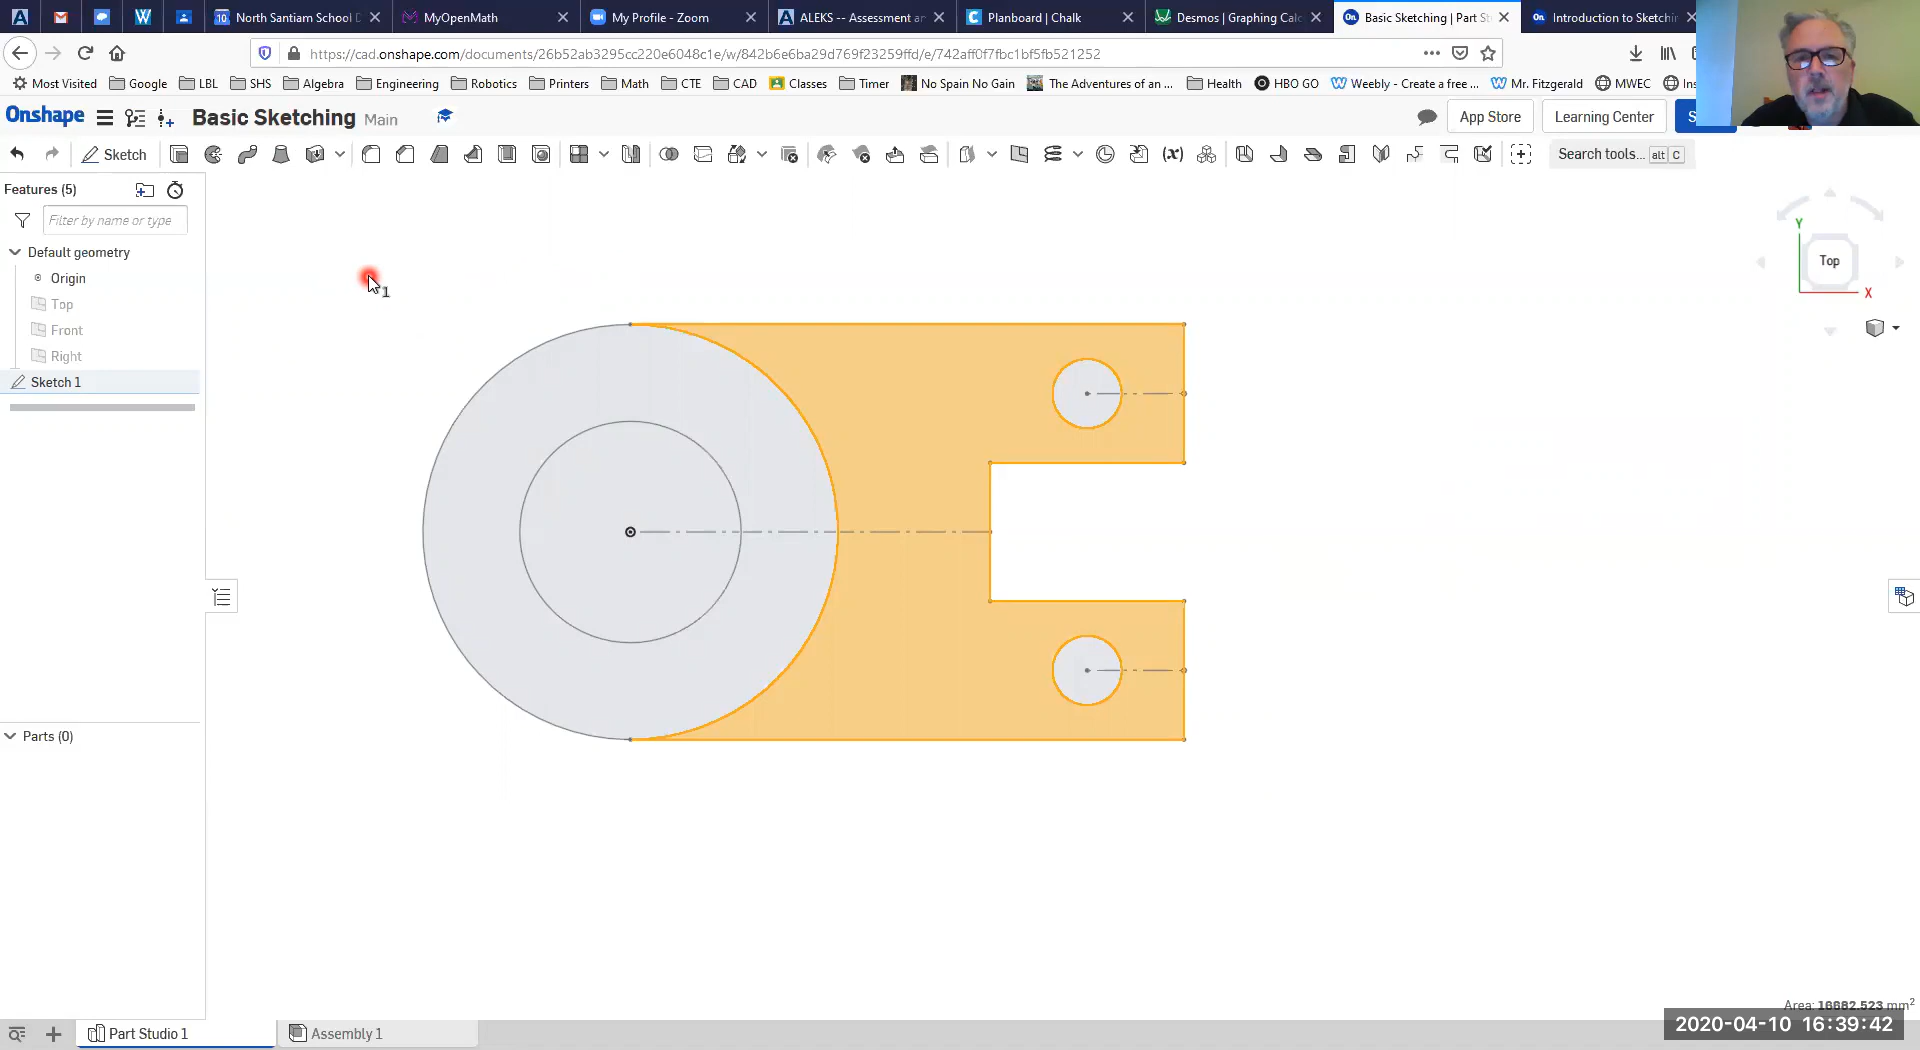 North Santiam School D
MyOpenMath
My Profile - Zoom
ALEKS -- Assessment an
Planboard | Chalk
Desmos | Graphing Calc
Basic Sketching | Part St
Introduction to Sketchin
https://cad.onshape.com/documents/26b52ab3295cc220e6048c1e/w/842b6e6ba29d769f23259ffd/e/742aff0f7fbc1bf5fb521252
Most Visited Google LBL SHS Algebra Engineering Robotics Printers Math CTE CAD Classes Timer No Spain No Gain The Adventures of an ... Health HBO GO Weebly - Create a free ... Mr. Fitzgerald MWEC Ins
Onshape Basic Sketching Main App Store Learning Center S
Sketch (x) Search tools... alt C
Features (5)
Filter by name or type
Default geometry
Origin
Top
Front
Right
Sketch 1
Parts (0)
1
Y
Top
X
Area: 16682.523 mm²
2020-04-10 16:39:42
Part Studio 1
Assembly 1